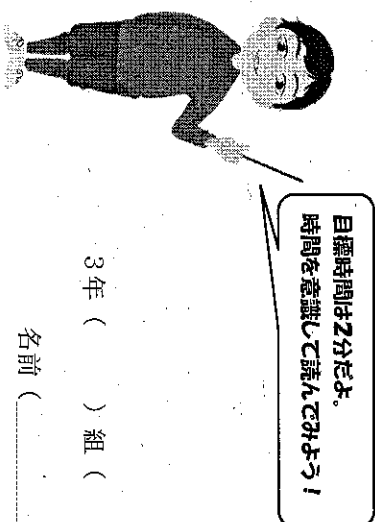 目標時間は2分だよ。
時間を意識して読んでみよう！
3年（　　）組（
名前（